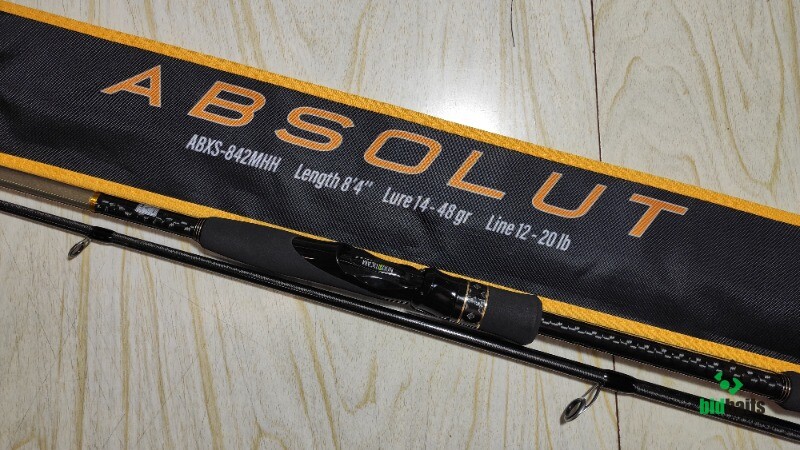 ABSOLUT
ABXS-842MHH Length 8'4" Lure 14 - 48 gr Line 12 - 20 lb
bidbaits